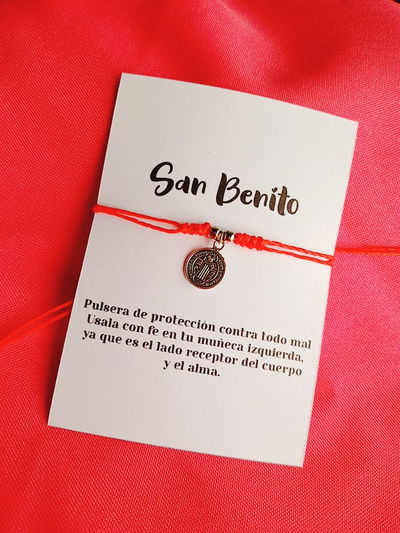 San Benito
Pulsera de protección contra todo mal
Usala con fe en tu muñeca izquierda,
ya que es el lado receptor del cuerpo
y el alma.